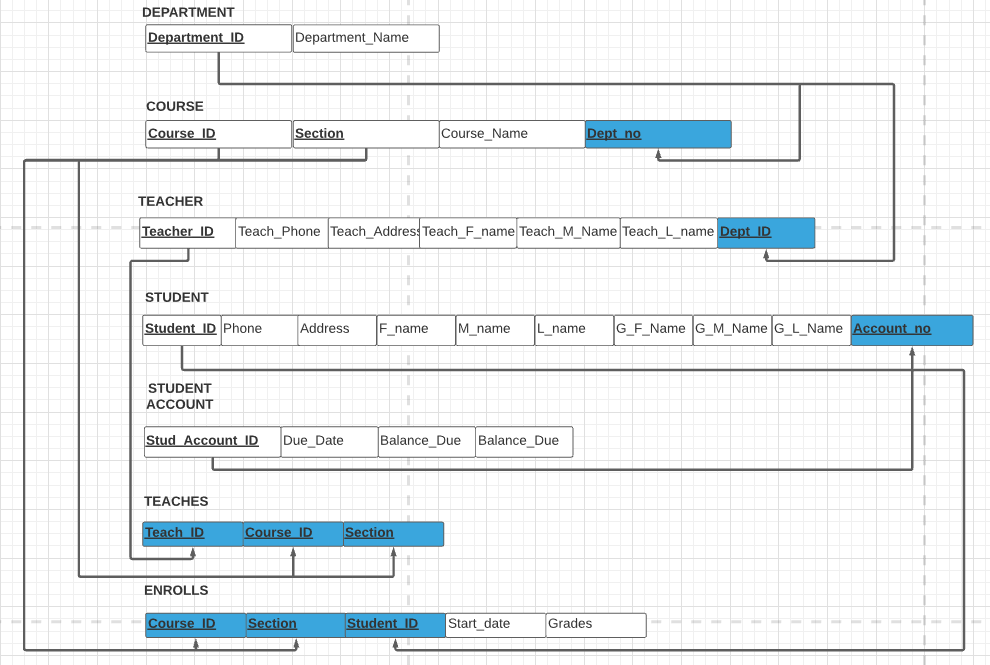 DEPARTMENT
Department_ID Department_Name
COURSE
Course_ID Section Course_Name Dept_no
TEACHER
Teacher_ID Teach_Phone Teach_Address Teach_F_name Teach_M_Name Teach_L_name Dept_ID
STUDENT
Student_ID Phone Address F_name M_name L_name G_F_Name G_M_Name G_L_Name Account_no
STUDENT
ACCOUNT
Stud_Account_ID Due_Date Balance_Due Balance_Due
TEACHES
Teach_ID Course_ID Section
ENROLLS
Course_ID Section Student_ID Start_date Grades